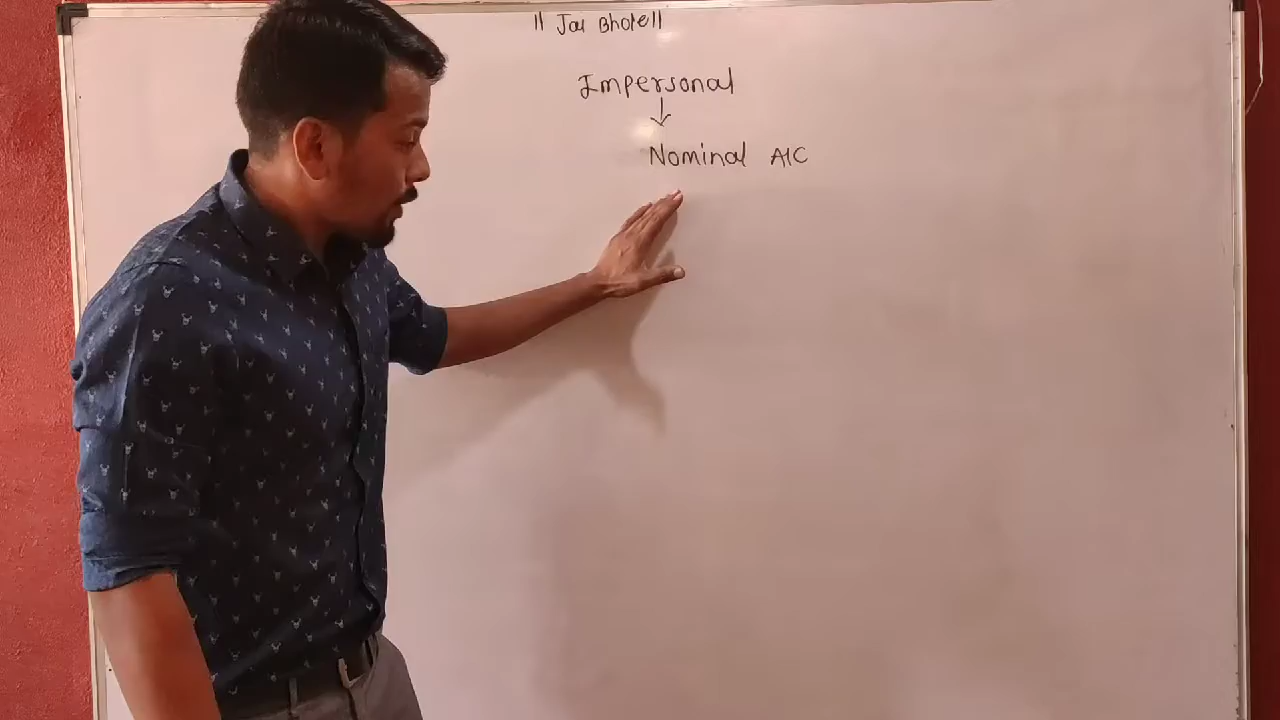 || Jai Bhole ||
Impersonal
↓
Nominal A/C